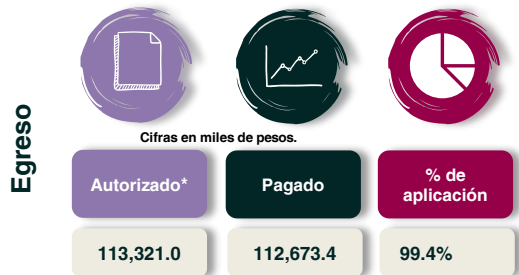 Egreso
Cifras en miles de pesos.
Autorizado*
Pagado
% de
aplicación
113,321.0
112,673.4
99.4%